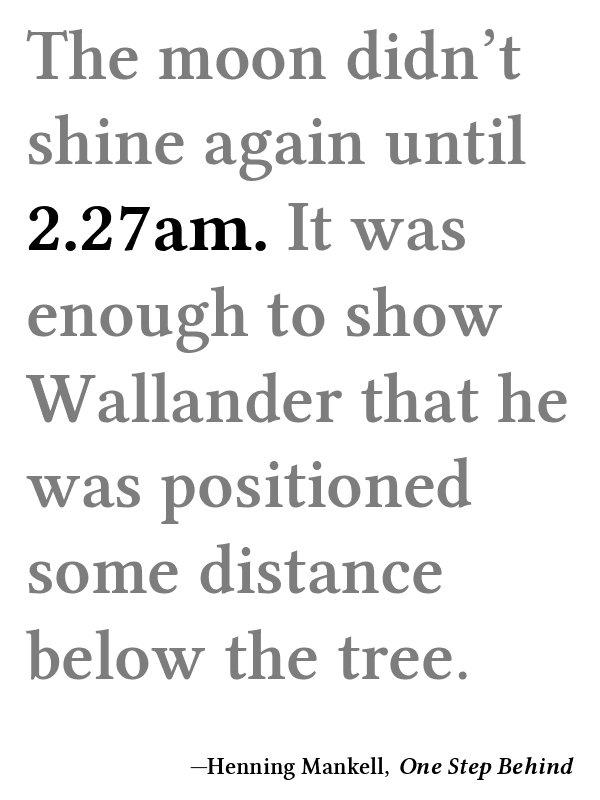 The moon didn’t
shine again until
2.27am. It was
enough to show
Wallander that he
was positioned
some distance
below the tree.
—Henning Mankell, One Step Behind